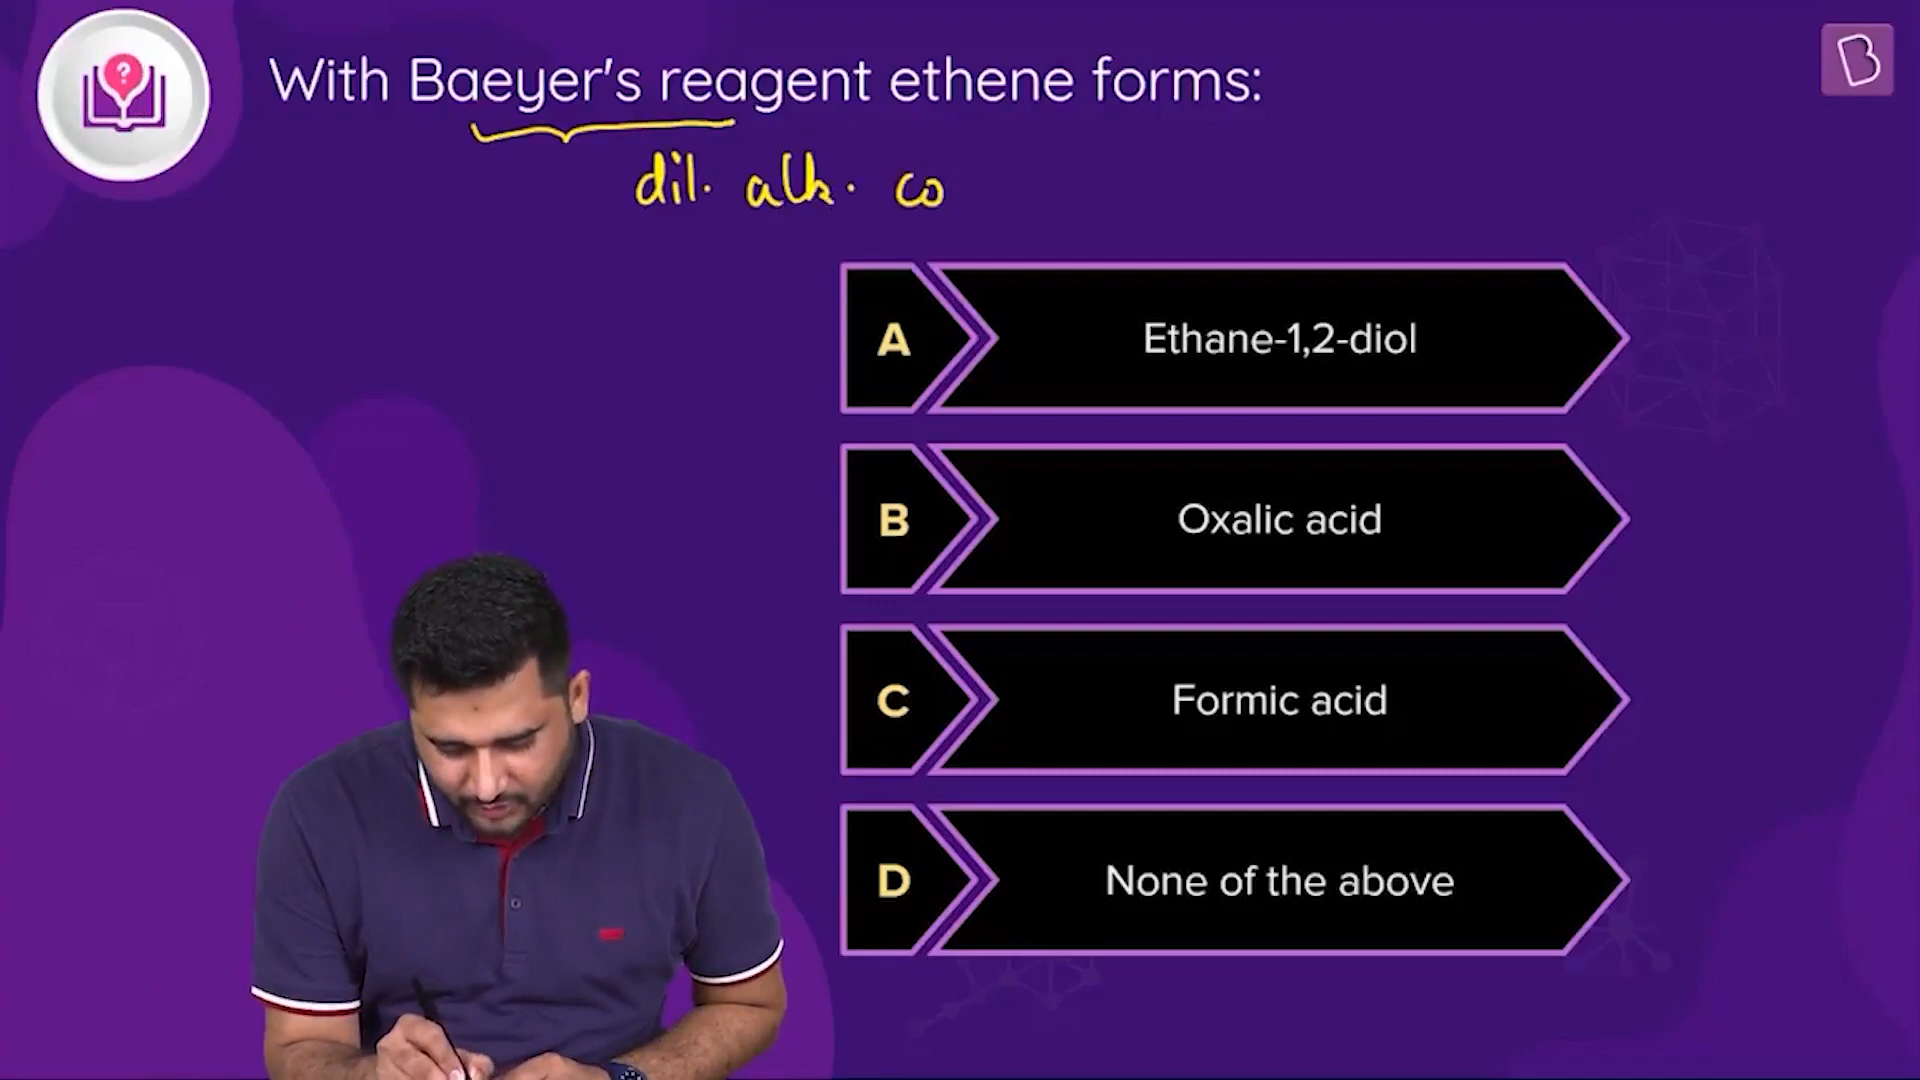 With Baeyer's reagent ethene forms:
dil. alk. co
A Ethane-1,2-diol
B Oxalic acid
C Formic acid
D None of the above